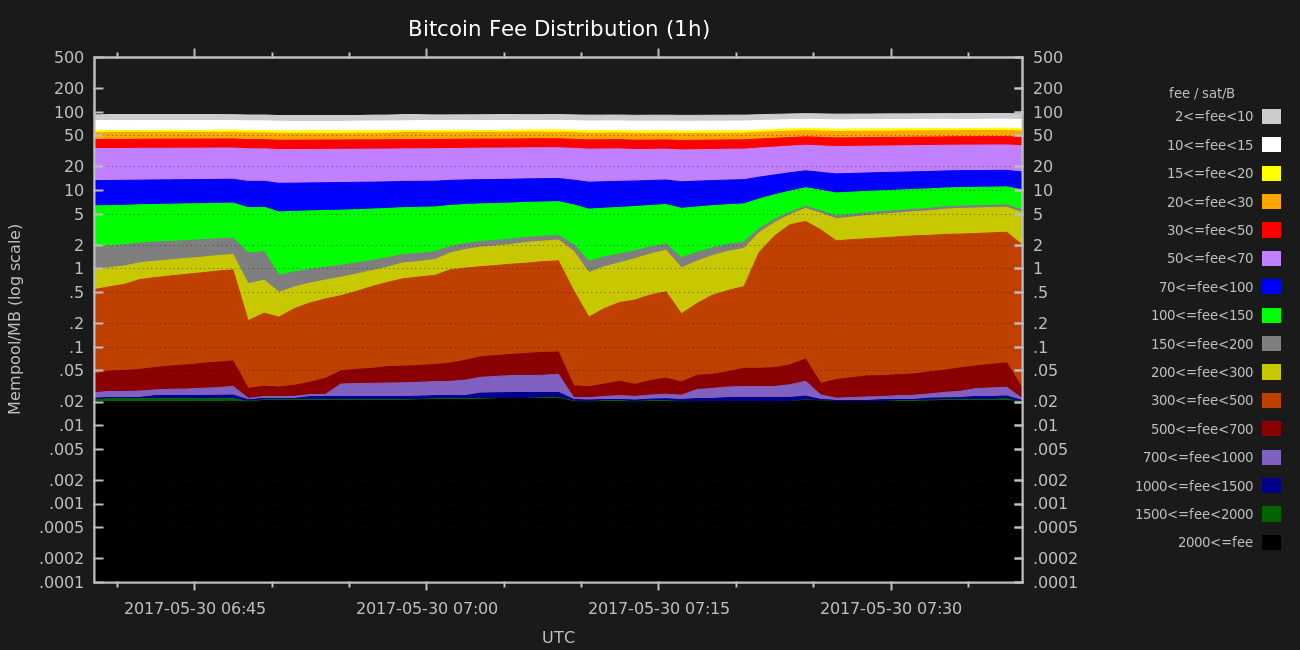 Bitcoin Fee Distribution (1h)
500 500
200 200
100 100
50 50
20 20
10 10
5 5
2 2
1 1
.5 .5
.2 .2
.1 .1
.05 .05
.02 .02
.01 .01
.005 .005
.002 .002
.001 .001
.0005 .0005
.0002 .0002
.0001 .0001
Mempool/MB (log scale)
2017-05-30 06:45 2017-05-30 07:00 2017-05-30 07:15 2017-05-30 07:30
UTC
fee / sat/B
2<=fee<10
10<=fee<15
15<=fee<20
20<=fee<30
30<=fee<50
50<=fee<70
70<=fee<100
100<=fee<150
150<=fee<200
200<=fee<300
300<=fee<500
500<=fee<700
700<=fee<1000
1000<=fee<1500
1500<=fee<2000
2000<=fee